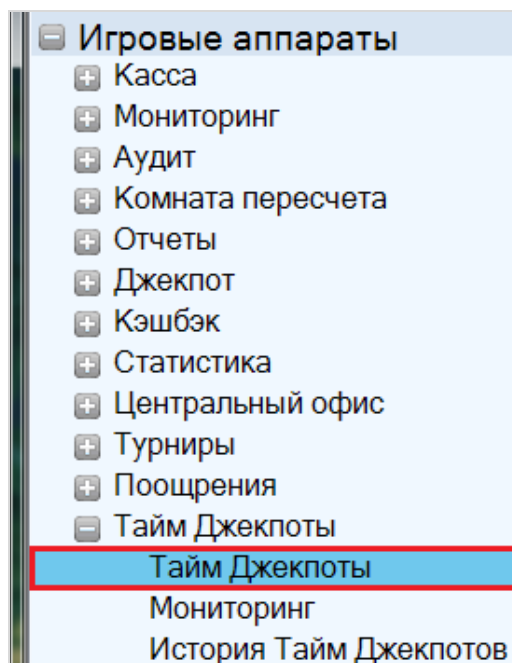 Игровые аппараты
Касса
Мониторинг
Аудит
Комната пересчета
Отчеты
Джекпот
Кэшбэк
Статистика
Центральный офис
Турниры
Поощрения
Тайм Джекпоты
Тайм Джекпоты
Мониторинг
История Тайм Джекпотов